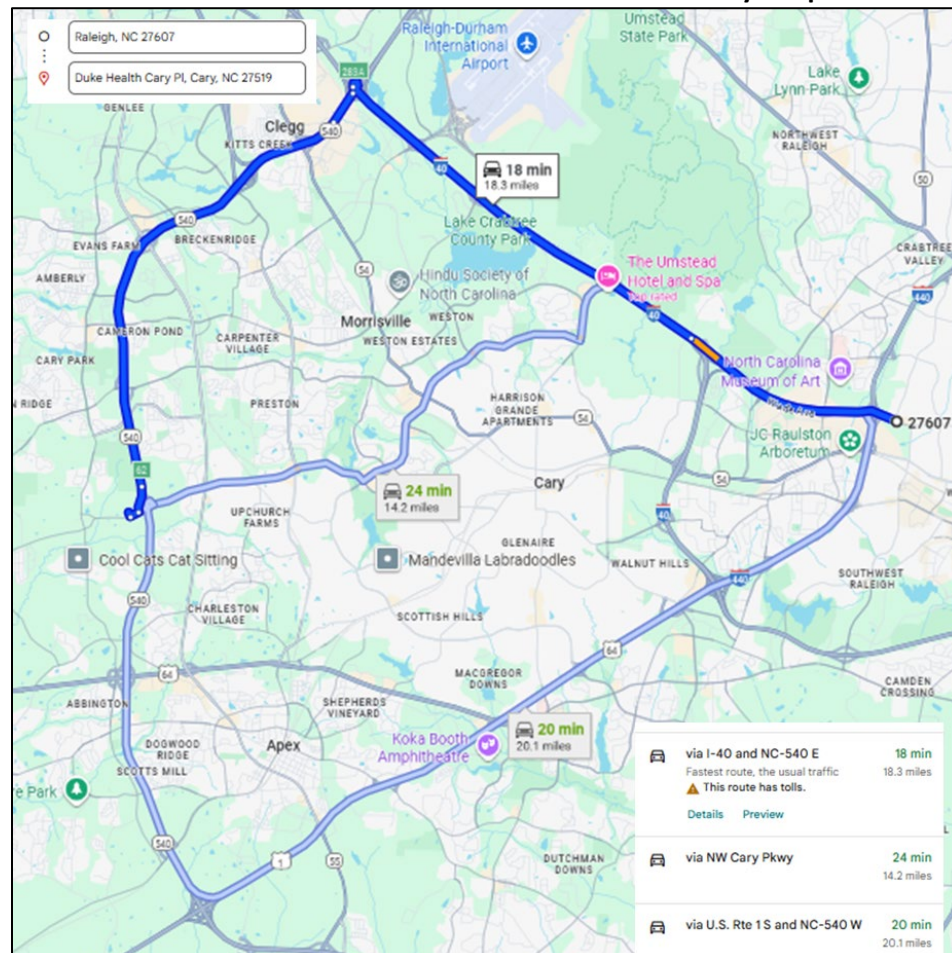 Raleigh, NC 27607
Duke Health Cary Pl, Cary, NC 27519
Raleigh-Durham
International
Airport
Umstead
State Park
Lake
Lynn Park
GENLEE
Clegg
KITTS CREEK
540
NORTHWEST
RALEIGH
50
40
18 min
18.3 miles
Lake Crabtree
County Park
540
EVANS FARM
BRECKENRIDGE
CRABTREE
VALLEY
AMBERLY
54
Hindu Society of
North Carolina
The Umstead
Hotel and Spa
Top rated
440
WESTON
40
Morrisville
CAMERON POND
CARPENTER
VILLAGE
WESTON ESTATES
CARY PARK
North Carolina
Museum of Art
N RIDGE
PRESTON
HARRISON
GRANDE
APARTMENTS
54
Wade Ave
27607
540
JC Raulston
Arboretum
62
54
24 min
14.2 miles
Cary
UPCHURCH
FARMS
40
GLENAIRE
Cool Cats Cat Sitting
Mandevilla Labradoodles
WALNUT HILLS
440
SOUTHWEST
RALEIGH
540
CHARLESTON
VILLAGE
SCOTTISH HILLS
64
64
MACGREGOR
DOWNS
CAMDEN
CROSSING
ABBINGTON
SHEPHERDS
VINEYARD
20 min
20.1 miles
Koka Booth
Amphitheatre
DOGWOOD
RIDGE
Apex
SCOTTS MILL
re Park
540
1
55
DUTCHMAN
DOWNS
via I-40 and NC-540 E
18 min
Fastest route, the usual traffic
18.3 miles
This route has tolls.
Details Preview
via NW Cary Pkwy
24 min
14.2 miles
via U.S. Rte 1 S and NC-540 W
20 min
20.1 miles